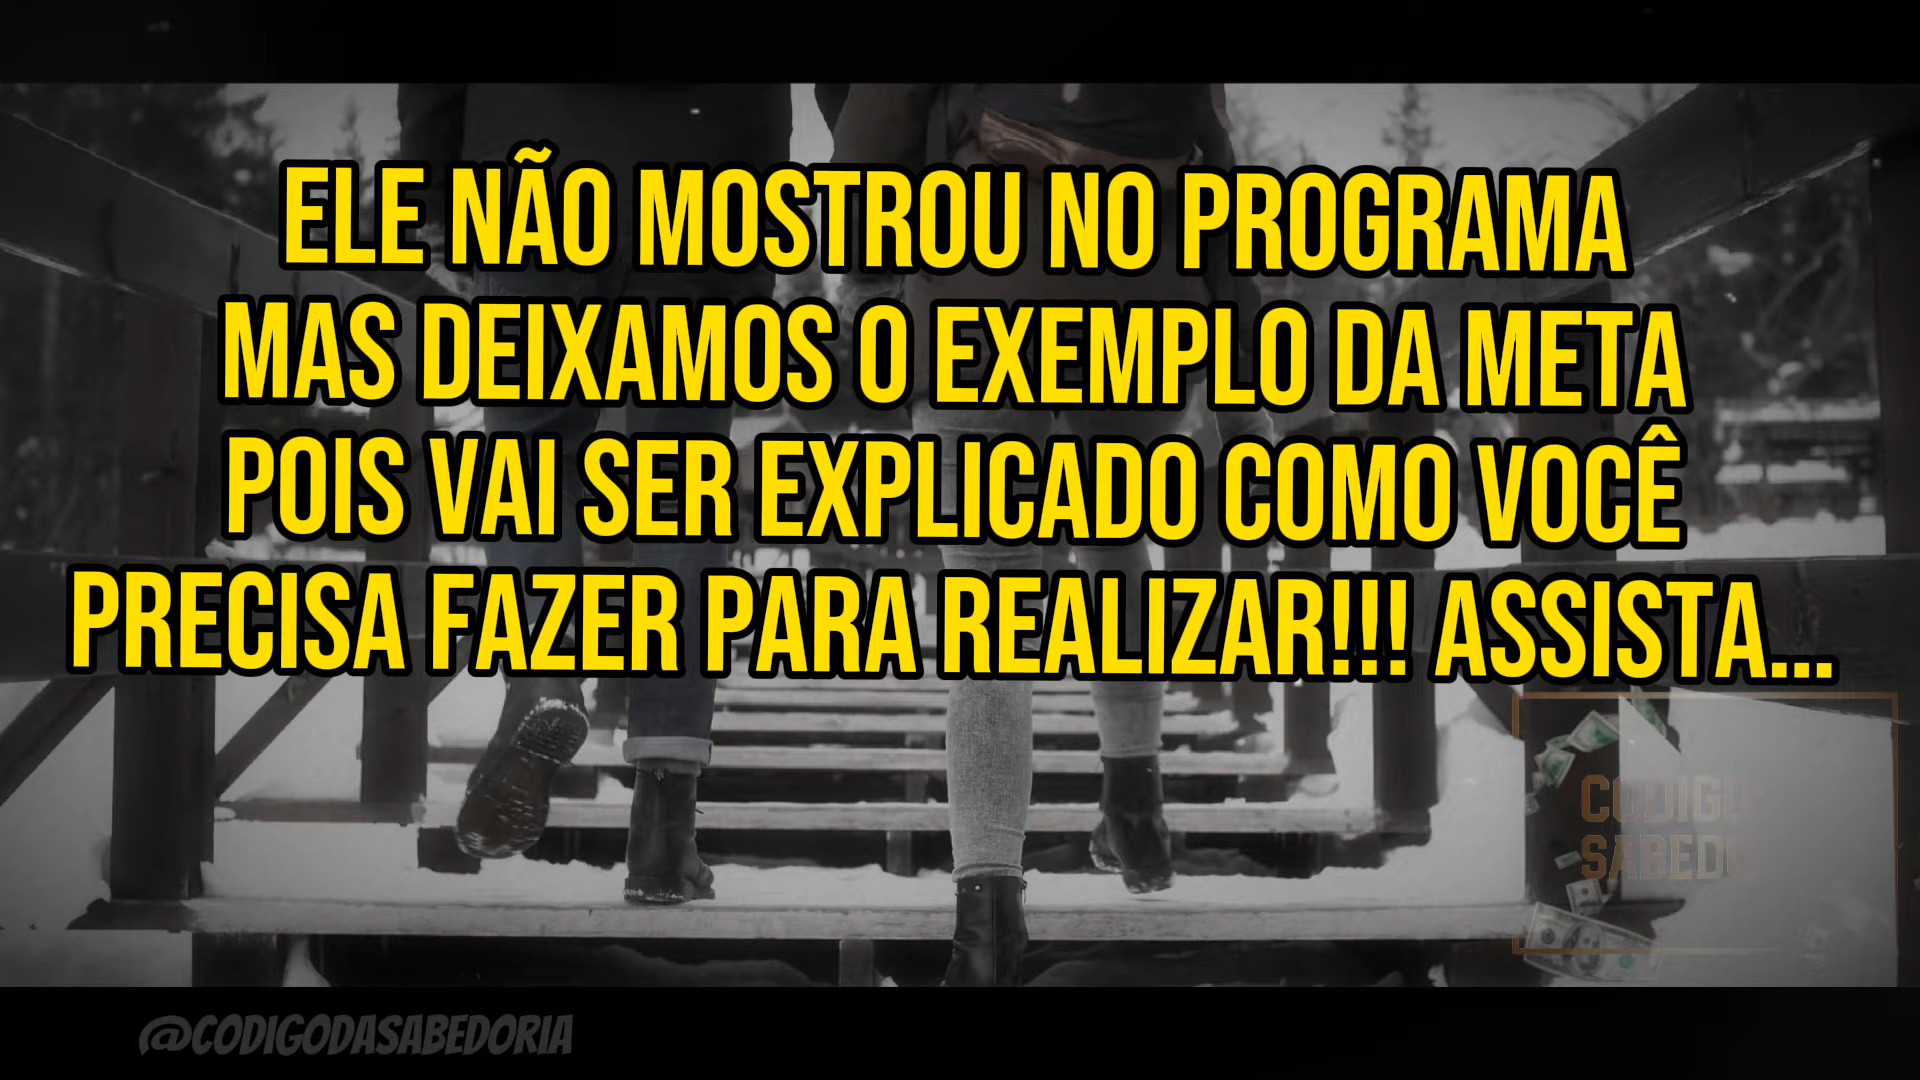 ELE NÃO MOSTROU NO PROGRAMA
MAS DEIXAMOS O EXEMPLO DA META
POIS VAI SER EXPLICADO COMO VOCÊ
PRECISA FAZER PARA REALIZAR!!! ASSISTA...
CODIGO
@CODIGODASABEDORIA